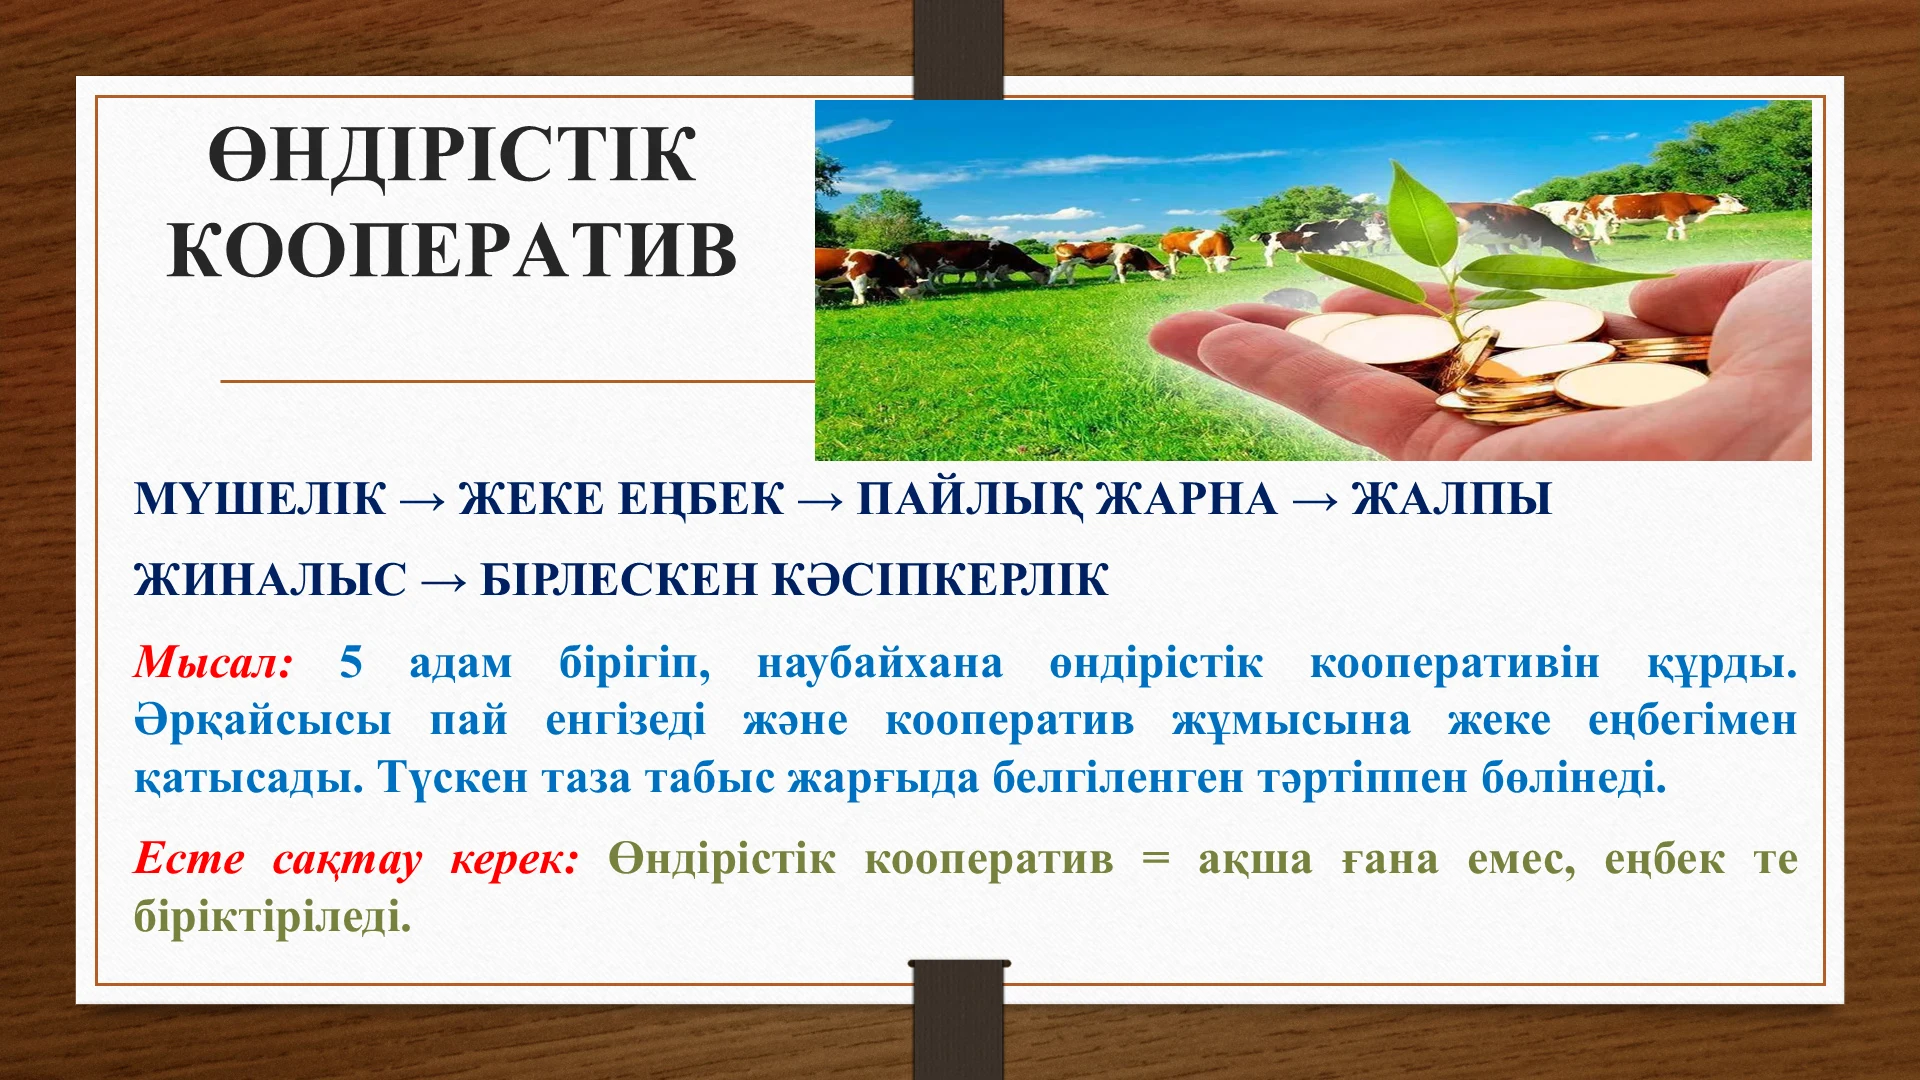 ӨНДІРІСТІК
КООПЕРАТИВ
МҮШЕЛІК → ЖЕКЕ ЕҢБЕК → ПАЙЛЫҚ ЖАРНА → ЖАЛПЫ
ЖИНАЛЫС → БІРЛЕСКЕН КӘСІПКЕРЛІК
Мысал: 5 адам бірігіп, наубайхана өндірістік кооперативін құрды.
Әрқайсысы пай енгізеді және кооператив жұмысына жеке еңбегімен
қатысады. Түскен таза табыс жарғыда белгіленген тәртіппен бөлінеді.
Есте сақтау керек: Өндірістік кооператив = ақша ғана емес, еңбек те
біріктіріледі.